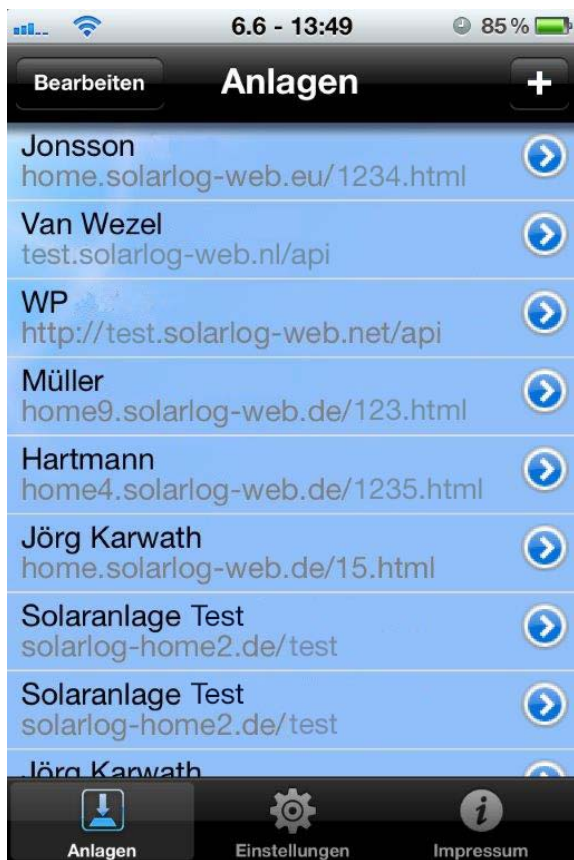 6.6 - 13:49
85%
Bearbeiten
Anlagen
+
Jonsson
home.solarlog-web.eu/1234.html
Van Wezel
test.solarlog-web.nl/api
WP
http://test.solarlog-web.net/api
Müller
home9.solarlog-web.de/123.html
Hartmann
home4.solarlog-web.de/1235.html
Jörg Karwath
home.solarlog-web.de/15.html
Solaranlage Test
solarlog-home2.de/test
Solaranlage Test
solarlog-home2.de/test
Jörg Karwath
Anlagen
Einstellungen
Impressum